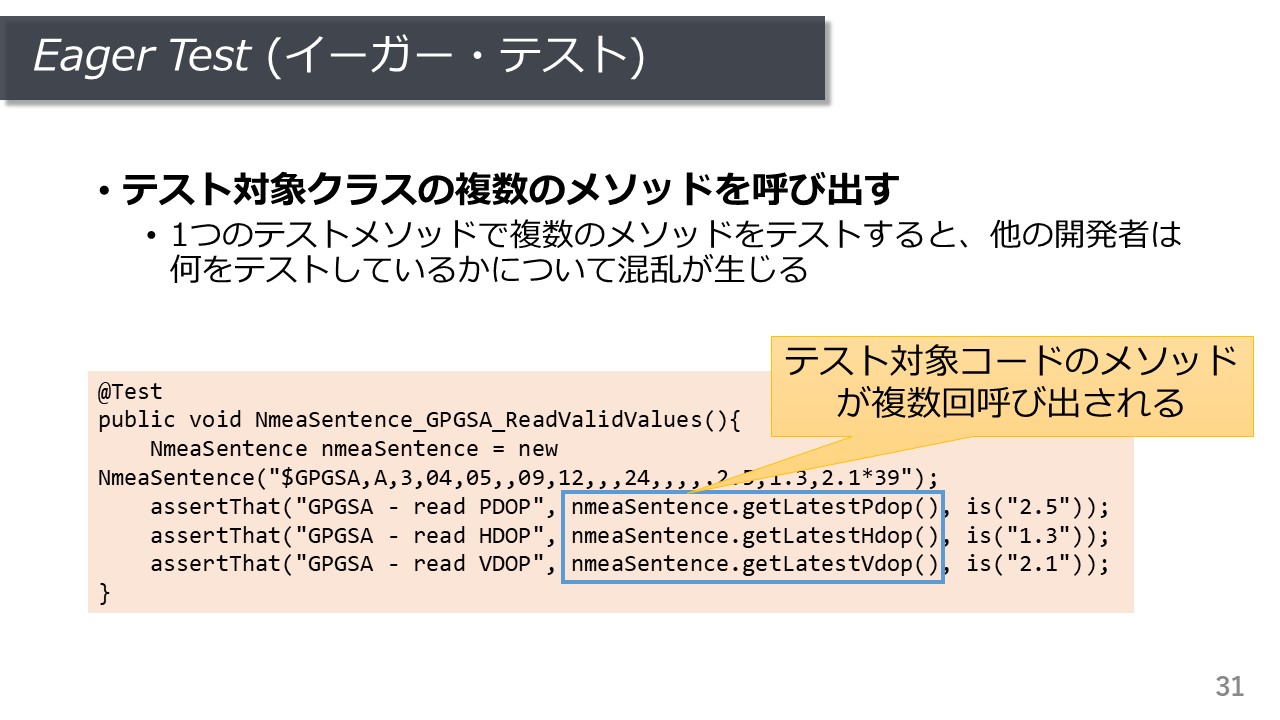 Eager Test (イーガー・テスト)
• テスト対象クラスの複数のメソッドを呼び出す
• 1つのテストメソッドで複数のメソッドをテストすると、他の開発者は
何をテストしているかについて混乱が生じる
テスト対象コードのメソッド
が複数回呼び出される
@Test
public void NmeaSentence_GPGSA_ReadValidValues(){
    NmeaSentence nmeaSentence = new
NmeaSentence("$GPGSA,A,3,04,05,,09,12,,,24,,,,,2.5,1.3,2.1*39");
    assertThat("GPGSA - read PDOP", nmeaSentence.getLatestPdop(), is("2.5"));
    assertThat("GPGSA - read HDOP", nmeaSentence.getLatestHdop(), is("1.3"));
    assertThat("GPGSA - read VDOP", nmeaSentence.getLatestVdop(), is("2.1"));
}
31